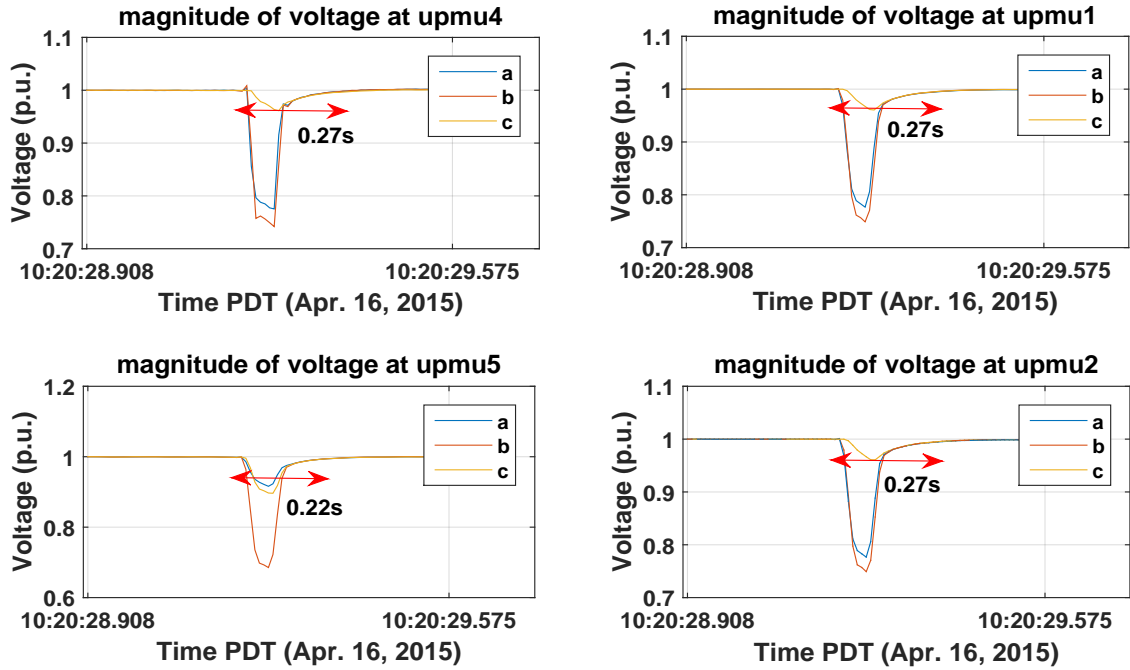 magnitude of voltage at upmu4
Voltage (p.u.)
1.1
1
0.9
0.8
0.7
a
b
c
0.27s
10:20:28.908
10:20:29.575
Time PDT (Apr. 16, 2015)
magnitude of voltage at upmu1
Voltage (p.u.)
1.1
1
0.9
0.8
0.7
a
b
c
0.27s
10:20:28.908
10:20:29.575
Time PDT (Apr. 16, 2015)
magnitude of voltage at upmu5
Voltage (p.u.)
1.2
1
0.8
0.6
a
b
c
0.22s
10:20:28.908
10:20:29.575
Time PDT (Apr. 16, 2015)
magnitude of voltage at upmu2
Voltage (p.u.)
1.1
1
0.9
0.8
0.7
a
b
c
0.27s
10:20:28.908
10:20:29.575
Time PDT (Apr. 16, 2015)